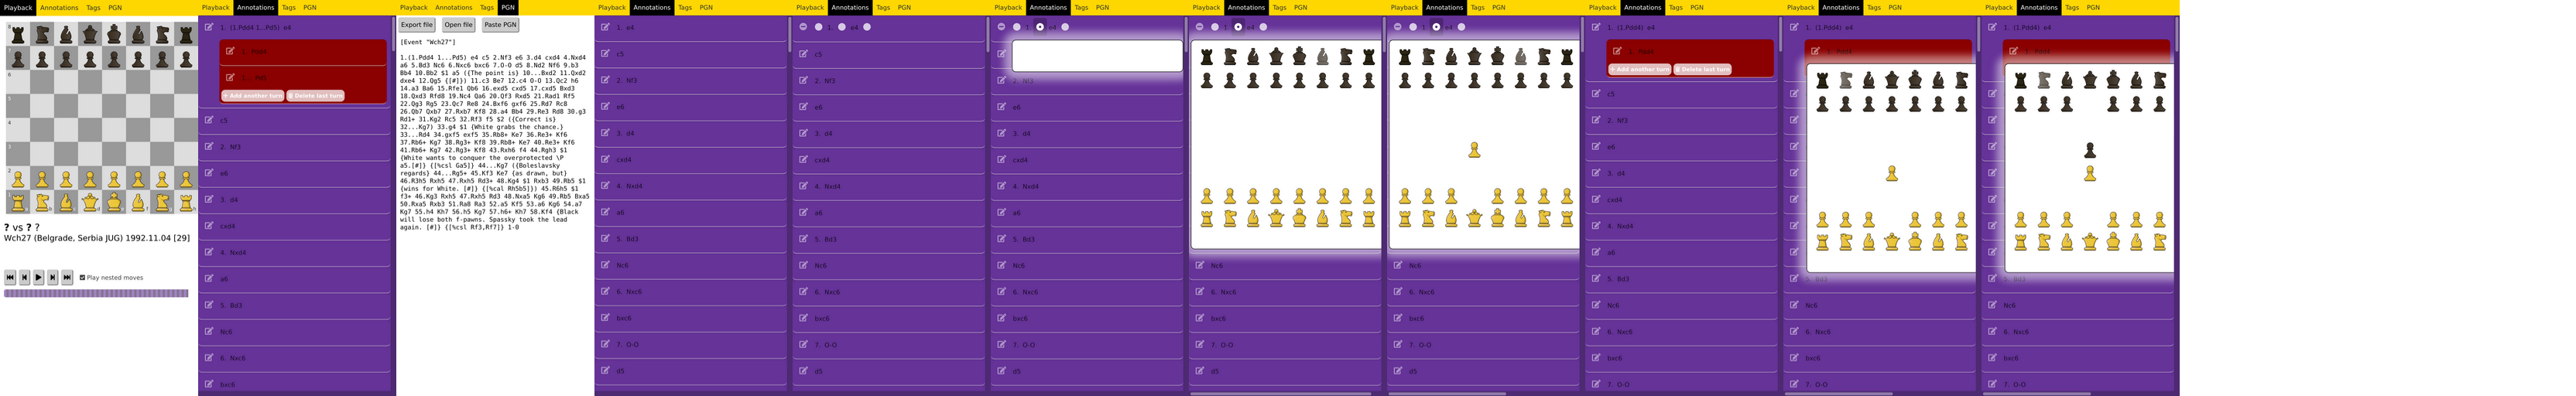 Playback Annotations Tags PGN
8
7
6
5
4
3
2
? vs ? ?
Wch27 (Belgrade, Serbia JUG) 1992.11.04 [29]
Play nested moves
Playback Annotations Tags PGN
1. (1.Pdd4 1...Pd5) e4
1. Pdd4
1... Pd5
+ Add another turn Delete last turn
c5
2. Nf3
e6
3. d4
cxd4
4. Nxd4
a6
5. Bd3
Nc6
6. Nxc6
bxc6
Playback Annotations Tags PGN
Export file Open file Paste PGN
[Event "Wch27"]
1.(1.Pdd4 1...Pd5) e4 c5 2.Nf3 e6 3.d4 cxd4 4.Nxd4
a6 5.Bd3 Nc6 6.Nxc6 bxc6 7.O-O d5 8.Nd2 Nf6 9.b3
Bb4 10.Bb2 $1 a5 ({The point is} 10...Bxd2 11.Qxd2
dxe4 12.Qg5 {[#]}) 11.c3 Be7 12.c4 O-O 13.Qc2 h6
14.a3 Ba6 15.Rfe1 Qb6 16.exd5 cxd5 17.cxd5 Bxd3
18.Qxd3 Rfd8 19.Nc4 Qa6 20.Qf3 Rxd5 21.Rad1 Rf5
22.Qg3 Rg5 23.Qc7 Re8 24.Bxf6 gxf6 25.Rd7 Rc8
26.Qb7 Qxb7 27.Rxb7 Kf8 28.a4 Bb4 29.Re3 Rd8 30.g3
Rd1+ 31.Kg2 Rc5 32.Rf3 f5 $2 ({Correct is}
32...Kg7) 33.g4 $1 {White grabs the chance.}
33...Rd4 34.gxf5 exf5 35.Rb8+ Ke7 36.Re3+ Kf6
37.Rb6+ Kg7 38.Rg3+ Kf8 39.Rb8+ Ke7 40.Re3+ Kf6
41.Rb6+ Kg7 42.Rg3+ Kf8 43.Rxh6 f4 44.Rgh3 $1
{White wants to conquer the overprotected \P
a5.[#]} {[%csl Ga5]} 44...Kg7 ({Boleslavsky
regards} 44...Rg5+ 45.Kf3 Ke7 {as drawn, but}
46.R3h5 Rxh5 47.Rxh5 Rd3+ 48.Kg4 $1 Rxb3 49.Rb5 $1
{wins for White. [#]} {[%cal Rh5b5]}) 45.R6h5 $1
f3+ 46.Kg3 Rxh5 47.Rxh5 Rd3 48.Nxa5 Kg6 49.Rb5 Bxa5
50.Rxa5 Rxb3 51.Ra8 Ra3 52.a5 Kf5 53.a6 Kg6 54.a7
Kg7 55.h4 Kh7 56.h5 Kg7 57.h6+ Kh7 58.Kf4 {Black
will lose both f-pawns. Spassky took the lead
again. [#]} {[%csl Rf3,Rf7]} 1-0
Playback Annotations Tags PGN
1. e4
c5
2. Nf3
e6
3. d4
cxd4
4. Nxd4
a6
5. Bd3
Nc6
6. Nxc6
bxc6
7. O-O
d5
Playback Annotations Tags PGN
1. e4
c5
2. Nf3
e6
3. d4
cxd4
4. Nxd4
a6
5. Bd3
Nc6
6. Nxc6
bxc6
7. O-O
d5
Playback Annotations Tags PGN
1. e4
2. Nf3
e6
3. d4
cxd4
4. Nxd4
a6
5. Bd3
Nc6
6. Nxc6
bxc6
7. O-O
d5
Playback Annotations Tags PGN
1. e4
Nc6
6. Nxc6
bxc6
7. O-O
d5
Playback Annotations Tags PGN
1. e4
Nc6
6. Nxc6
bxc6
7. O-O
d5
Playback Annotations Tags PGN
1. (1.Pdd4) e4
1. Pdd4
+ Add another turn Delete last turn
c5
2. Nf3
e6
3. d4
cxd4
4. Nxd4
a6
5. Bd3
Nc6
6. Nxc6
bxc6
7. O-O
Playback Annotations Tags PGN
1. (1.Pdd4) e4
1. Pdd4
5. Bd3
Nc6
6. Nxc6
bxc6
7. O-O
Playback Annotations Tags PGN
1. (1.Pdd4) e4
1. Pdd4
5. Bd3
Nc6
6. Nxc6
bxc6
7. O-O